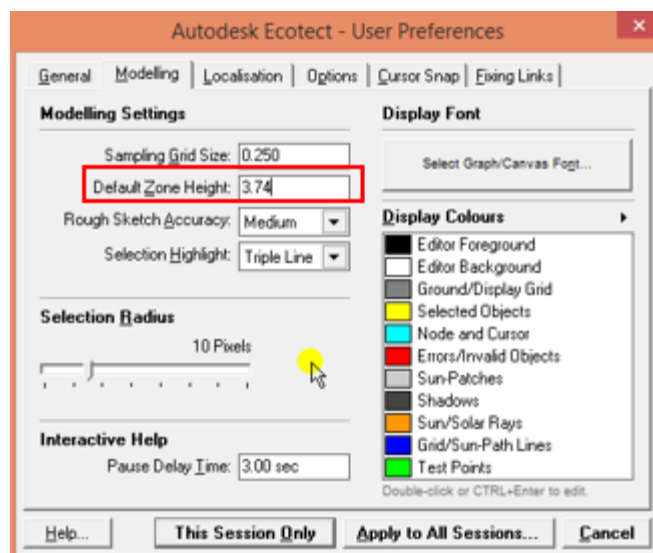 Autodesk Ecotect - User Preferences
General Modelling Localisation Options Cursor Snap Fixing Links
Modelling Settings
Sampling Grid Size: 0.250
Default Zone Height: 3.74
Rough Sketch Accuracy: Medium
Selection Highlight: Triple Line
Selection Radius
10 Pixels
Interactive Help
Pause Delay Time: 3.00 sec
Display Font
Select Graph/Canvas Font...
Display Colours
Editor Foreground
Editor Background
Ground/Display Grid
Selected Objects
Node and Cursor
Errors/Invalid Objects
Sun-Patches
Shadows
Sun/Solar Rays
Grid/Sun-Path Lines
Test Points
Double-click or CTRL+Enter to edit.
Help... This Session Only Apply to All Sessions... Cancel